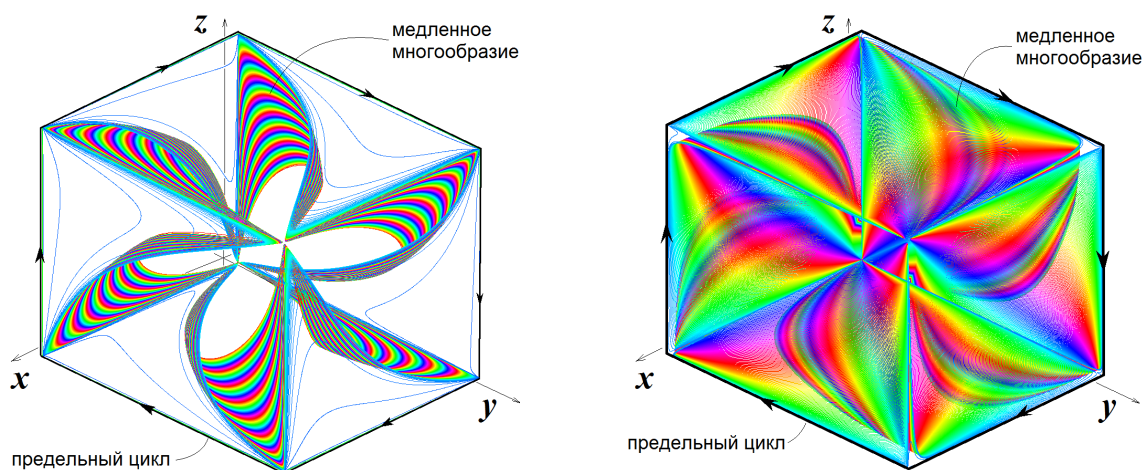 z
медленное
многообразие
x
y
предельный цикл
z
медленное
многообразие
x
y
предельный цикл